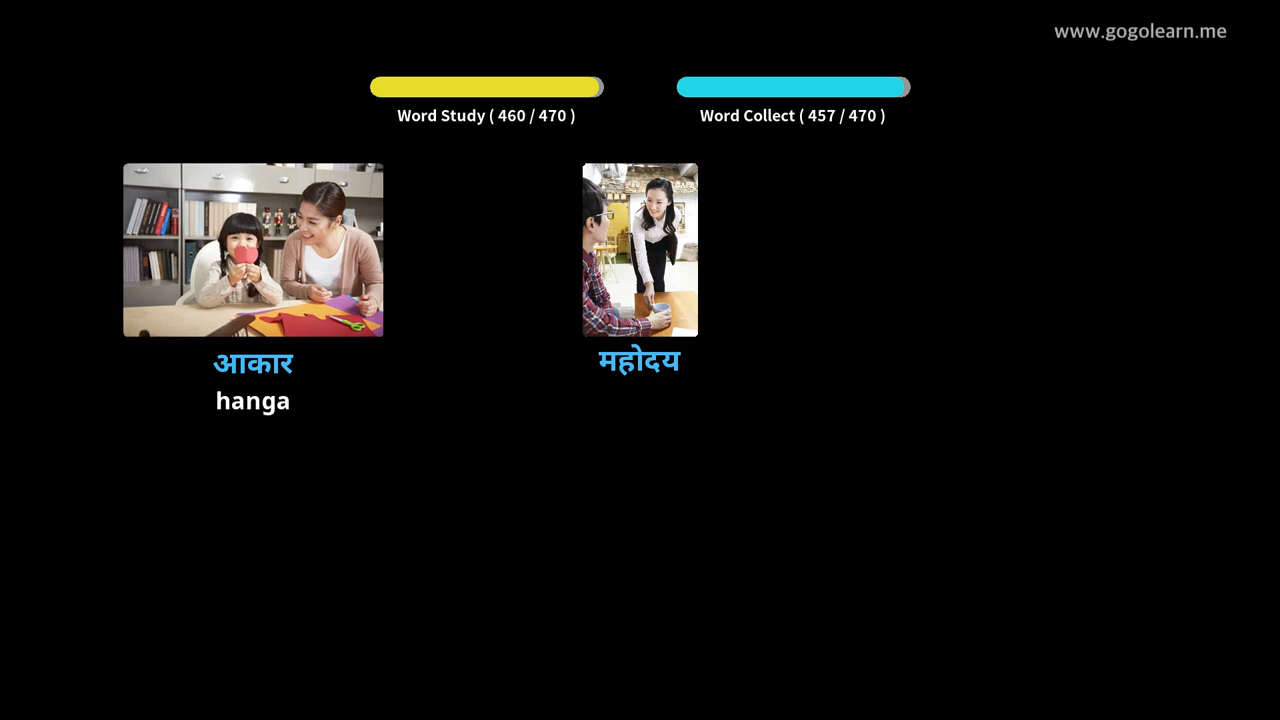 www.gogolearn.me
Word Study ( 460 / 470 )
Word Collect ( 457 / 470 )
आकार
hanga
महोदय